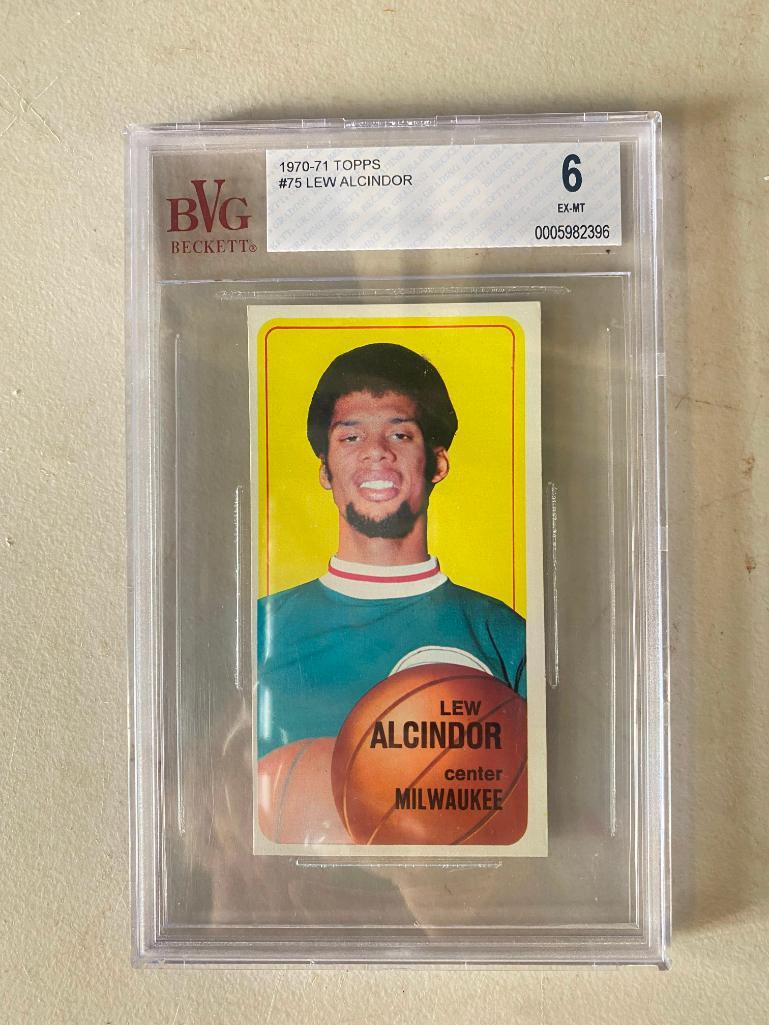 BVG
BECKETT®
1970-71 TOPPS
#75 LEW ALCINDOR
6
EX-MT
0005982396
LEW
ALCINDOR
center
MILWAUKEE